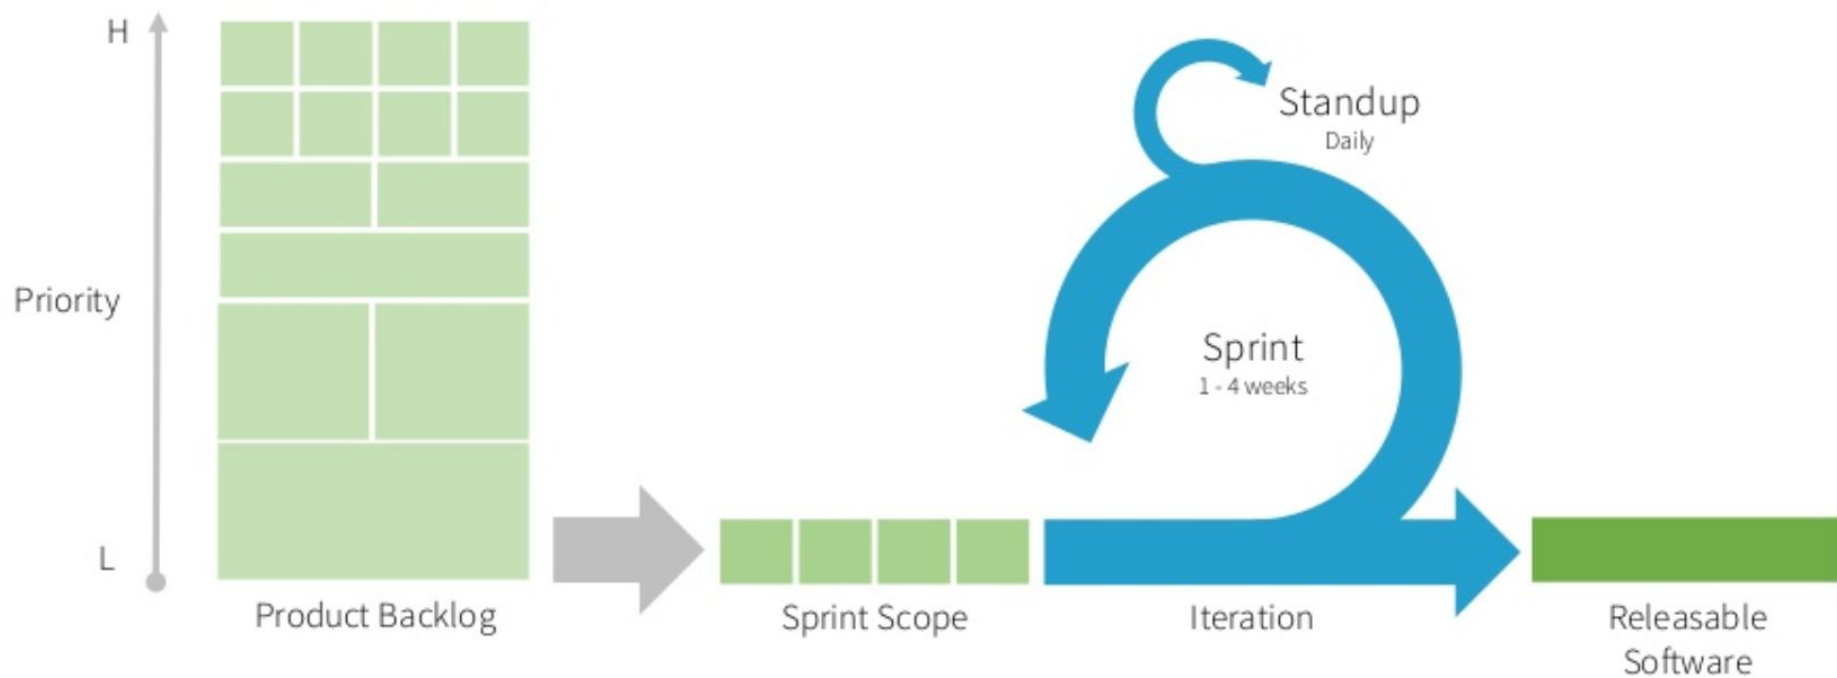 H
Priority
L
Product Backlog
Sprint Scope
Standup
Daily
Sprint
1 - 4 weeks
Iteration
Releasable
Software